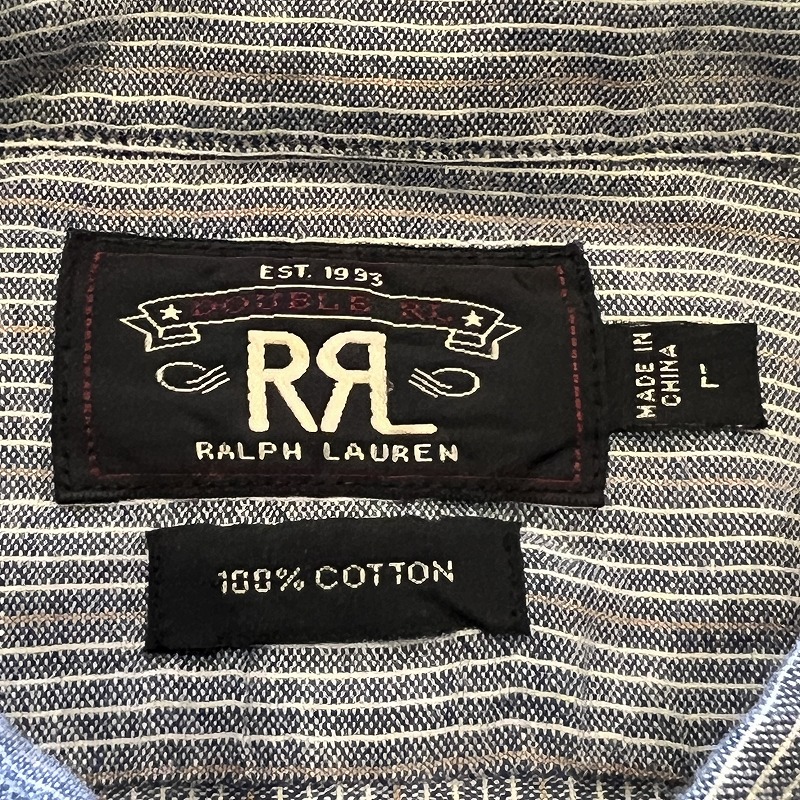 EST. 1993
DOUBLE RL
RRL
RALPH LAUREN
MADE IN
CHINA
L
100% COTTON